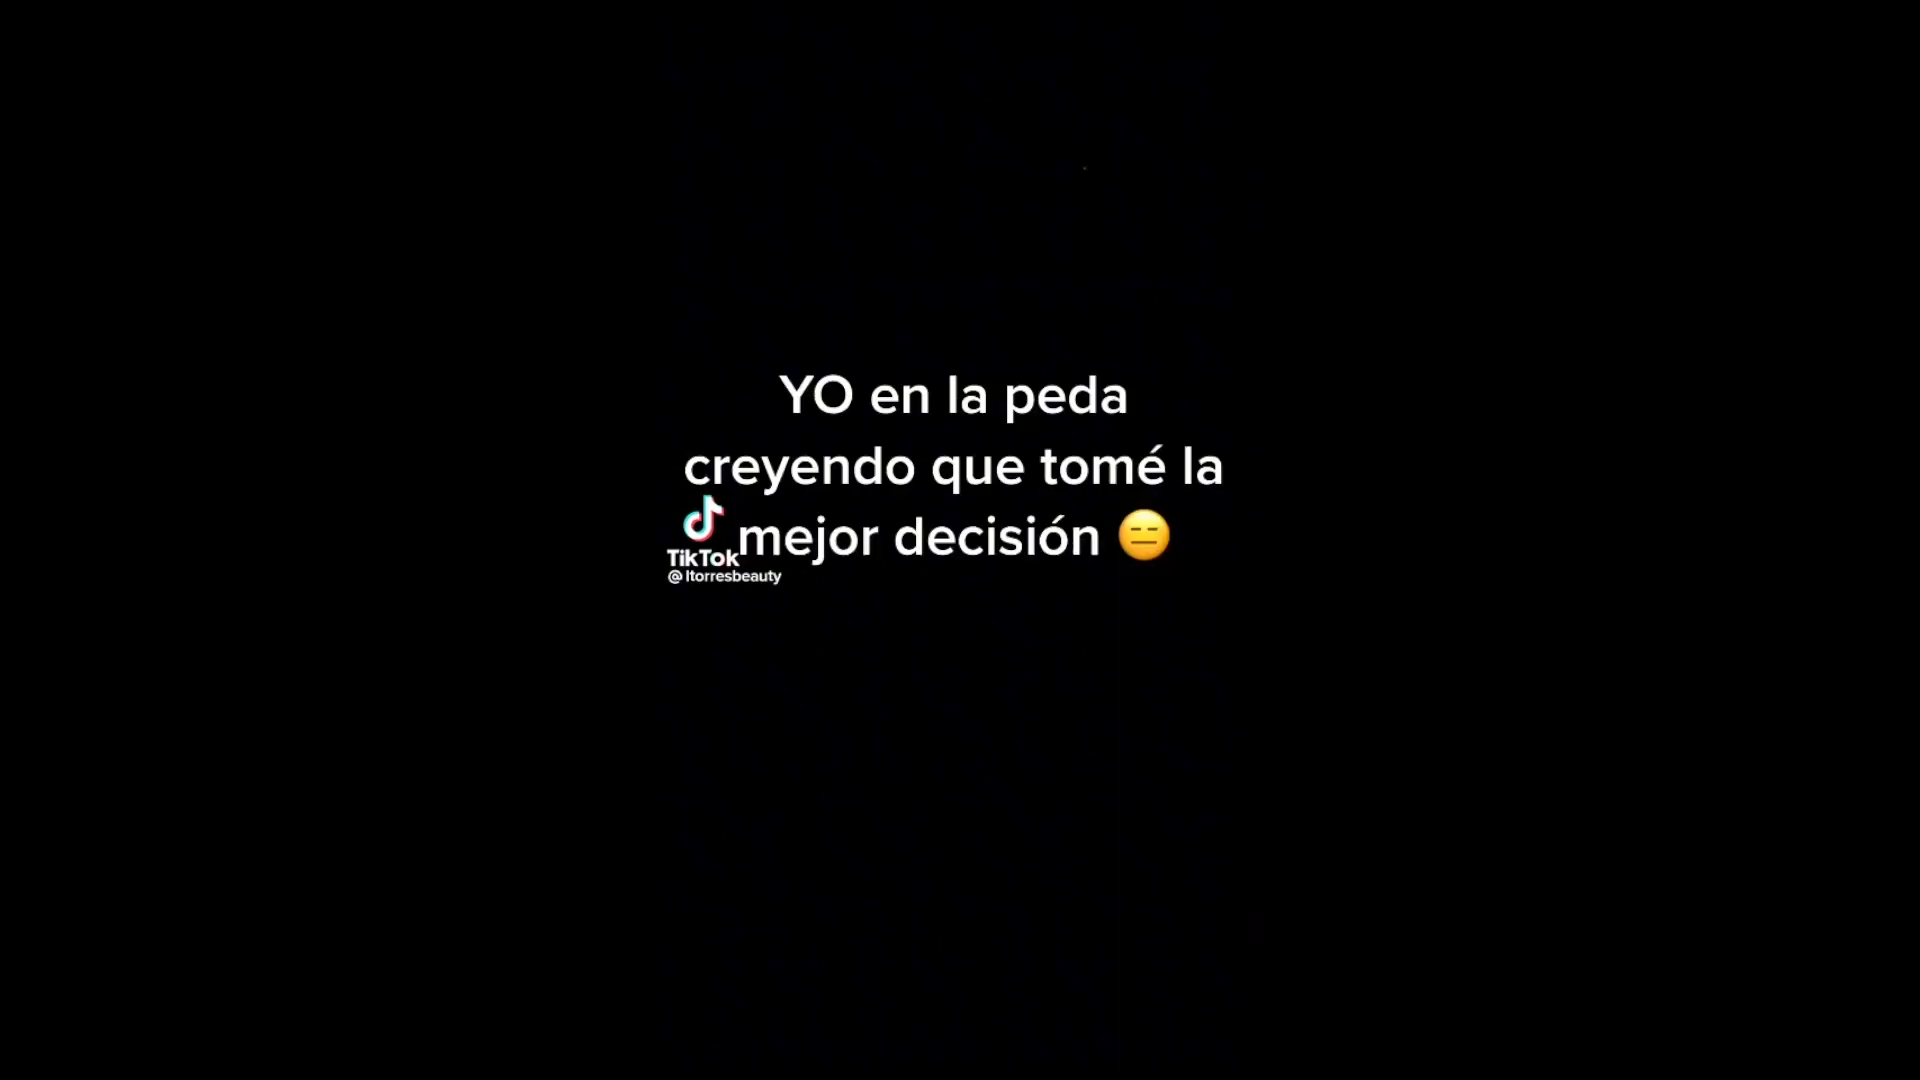 YO en la peda
creyendo que tomé la
mejor decisión 😑
TikTok
@ltorresbeauty